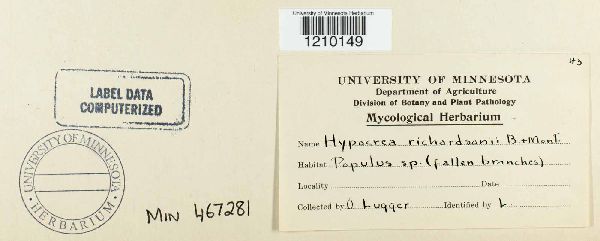 University of Minnesota Herbarium
1210149
LABEL DATA
COMPUTERIZED
UNIVERSITY OF MINNESOTA
• HERBARIUM •
MIN 467281
#3
UNIVERSITY OF MINNESOTA
Department of Agriculture
Division of Botany and Plant Pathology
Mycological Herbarium
Name Hypocrea richardsonii B. + Mont
Habitat Populus sp. (fallen branches)
Locality Date
Collected by O Lugger Identified by L